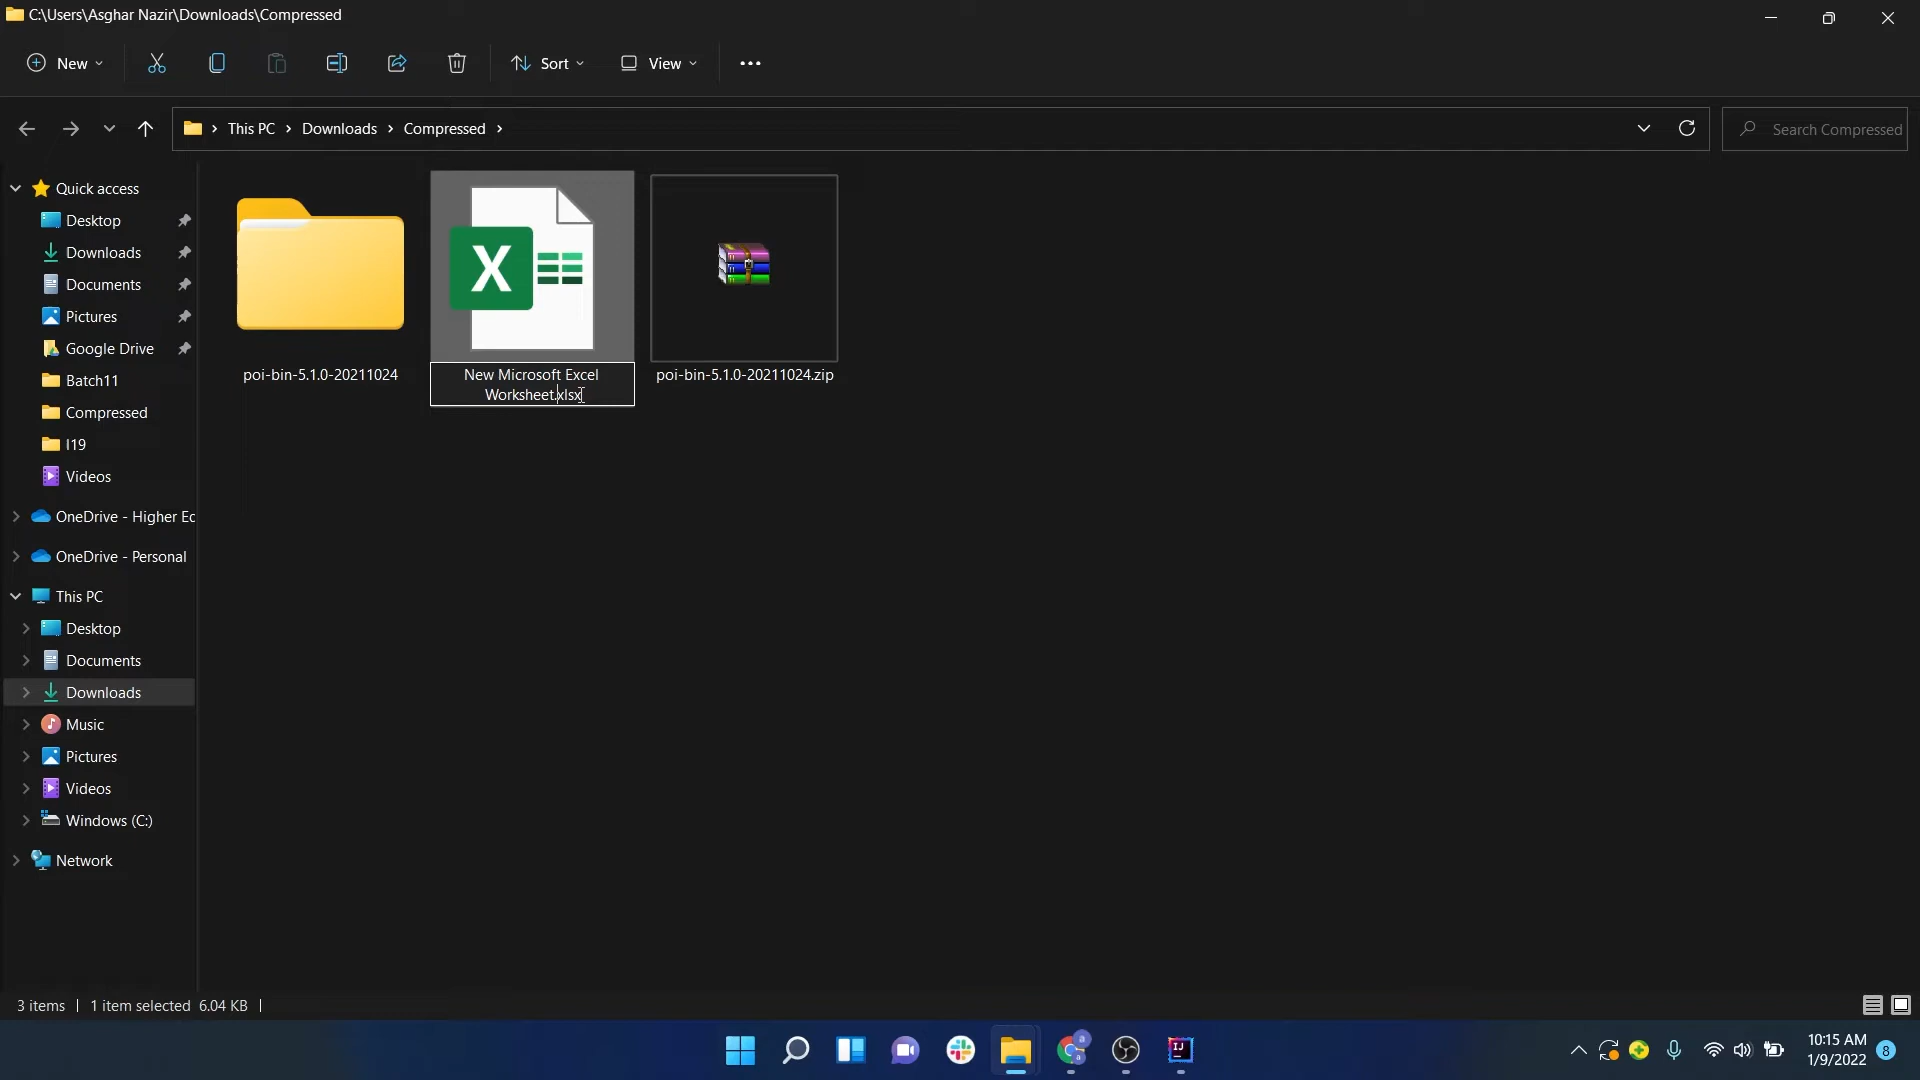 C:\Users\Asghar Nazir\Downloads\Compressed
New
Sort
View
This PC
Downloads
Compressed
Search Compressed
Quick access
Desktop
Downloads
Documents
Pictures
Google Drive
Batch11
Compressed
I19
Videos
OneDrive - Higher Ec
OneDrive - Personal
This PC
Desktop
Documents
Downloads
Music
Pictures
Videos
Windows (C:)
Network
poi-bin-5.1.0-20211024
X
New Microsoft Excel
Worksheet.xlsx
poi-bin-5.1.0-20211024.zip
3 items
1 item selected 6.04 KB
a
a
IJ
10:15 AM
1/9/2022
8